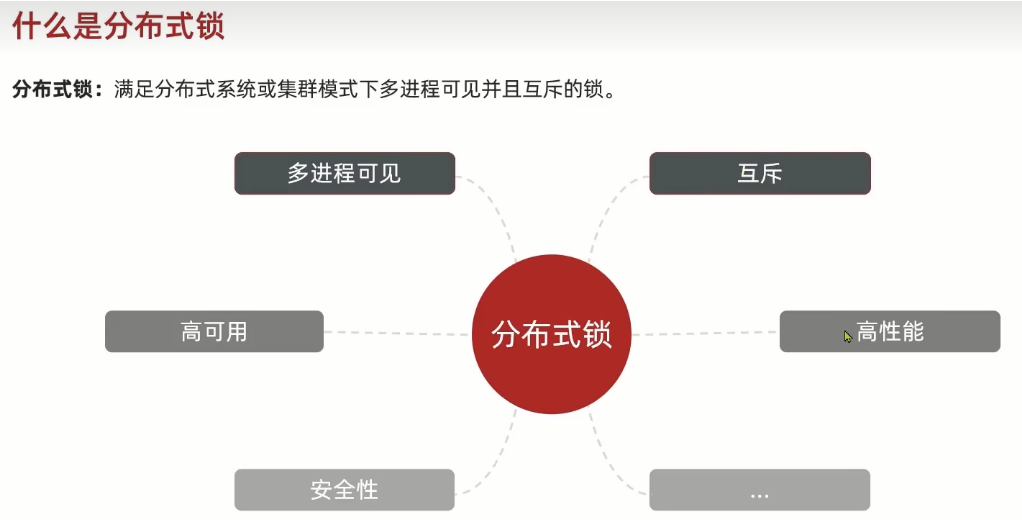 什么是分布式锁
分布式锁：满足分布式系统或集群模式下多进程可见并且互斥的锁。
多进程可见
互斥
高可用
分布式锁
高性能
安全性
...